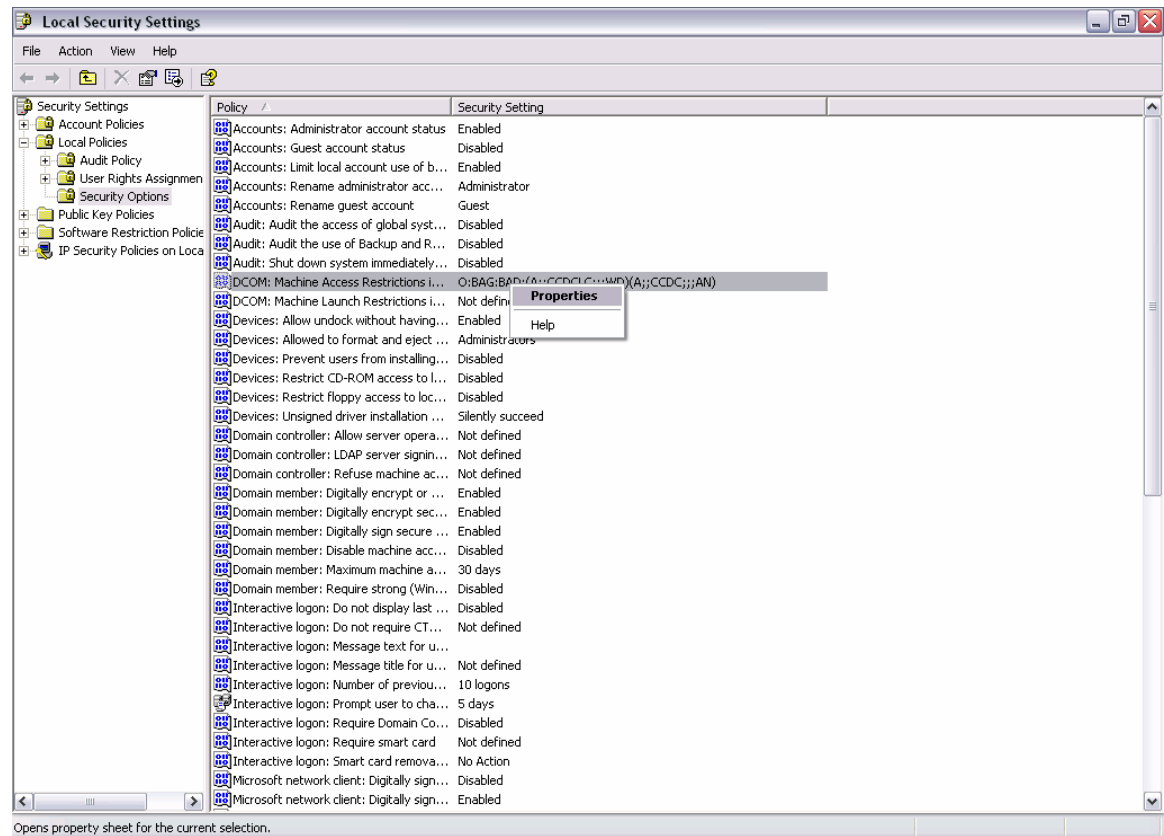 Local Security Settings
File Action View Help
Security Settings
Account Policies
Local Policies
Audit Policy
User Rights Assignmen
Security Options
Public Key Policies
Software Restriction Policie
IP Security Policies on Loca
Policy Security Setting
Accounts: Administrator account status Enabled
Accounts: Guest account status Disabled
Accounts: Limit local account use of b... Enabled
Accounts: Rename administrator acc... Administrator
Accounts: Rename guest account Guest
Audit: Audit the access of global syst... Disabled
Audit: Audit the use of Backup and R... Disabled
Audit: Shut down system immediately... Disabled
DCOM: Machine Access Restrictions i... O:BAG:BAD:(A;;CCDCLC;;;WD)(A;;CCDC;;;AN)
DCOM: Machine Launch Restrictions i... Not defin
Properties
Help
Devices: Allow undock without having... Enabled
Devices: Allowed to format and eject ... Administrators
Devices: Prevent users from installing... Disabled
Devices: Restrict CD-ROM access to l... Disabled
Devices: Restrict floppy access to loc... Disabled
Devices: Unsigned driver installation ... Silently succeed
Domain controller: Allow server opera... Not defined
Domain controller: LDAP server signin... Not defined
Domain controller: Refuse machine ac... Not defined
Domain member: Digitally encrypt or ... Enabled
Domain member: Digitally encrypt sec... Enabled
Domain member: Digitally sign secure ... Enabled
Domain member: Disable machine acc... Disabled
Domain member: Maximum machine a... 30 days
Domain member: Require strong (Win... Disabled
Interactive logon: Do not display last ... Disabled
Interactive logon: Do not require CT... Not defined
Interactive logon: Message text for u...
Interactive logon: Message title for u... Not defined
Interactive logon: Number of previou... 10 logons
Interactive logon: Prompt user to cha... 5 days
Interactive logon: Require Domain Co... Disabled
Interactive logon: Require smart card Not defined
Interactive logon: Smart card remova... No Action
Microsoft network client: Digitally sign... Disabled
Microsoft network client: Digitally sign... Enabled
Opens property sheet for the current selection.